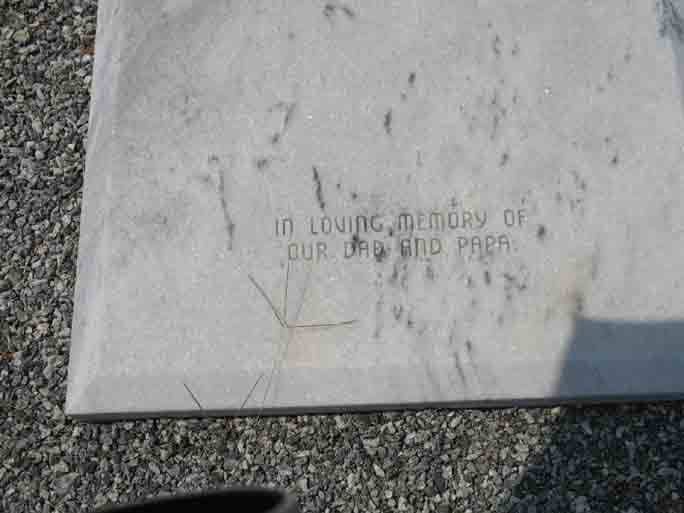 IN LOVING MEMORY OF
OUR DAD AND PAPA.